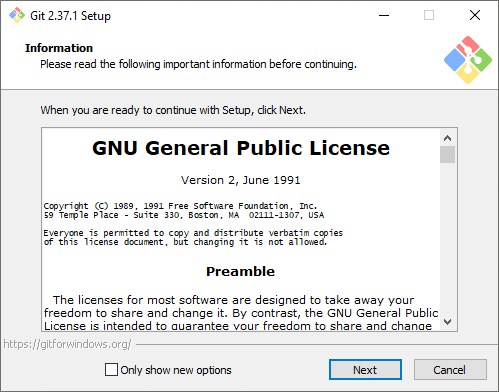 Git 2.37.1 Setup
Information
Please read the following important information before continuing.
When you are ready to continue with Setup, click Next.
GNU General Public License
Version 2, June 1991
Copyright (C) 1989, 1991 Free Software Foundation, Inc.
59 Temple Place - Suite 330, Boston, MA  02111-1307, USA
Everyone is permitted to copy and distribute verbatim copies
of this license document, but changing it is not allowed.
Preamble
The licenses for most software are designed to take away your
freedom to share and change it. By contrast, the GNU General Public
License is intended to guarantee your freedom to share and change
https://gitforwindows.org/
Only show new options
Next
Cancel